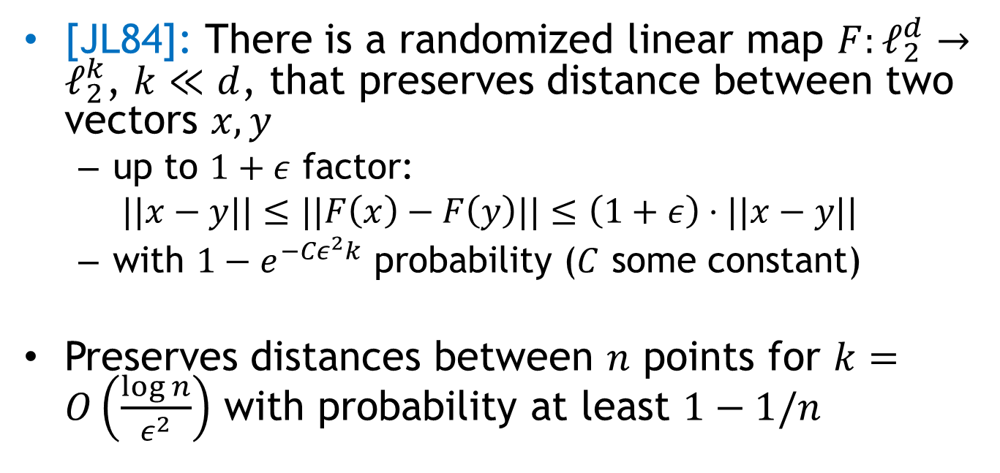 • [JL84]: There is a randomized linear map $F: \ell_2^d \to$
$\ell_2^k$, $k \ll d$, that preserves distance between two
vectors $x, y$
– up to $1 + \epsilon$ factor:
$||x - y|| \leq ||F(x) - F(y)|| \leq (1 + \epsilon) \cdot ||x - y||$
– with $1 - e^{-C\epsilon^2 k}$ probability ($C$ some constant)
• Preserves distances between $n$ points for $k =$
$O\left(\frac{\log n}{\epsilon^2}\right)$ with probability at least $1 - 1/n$